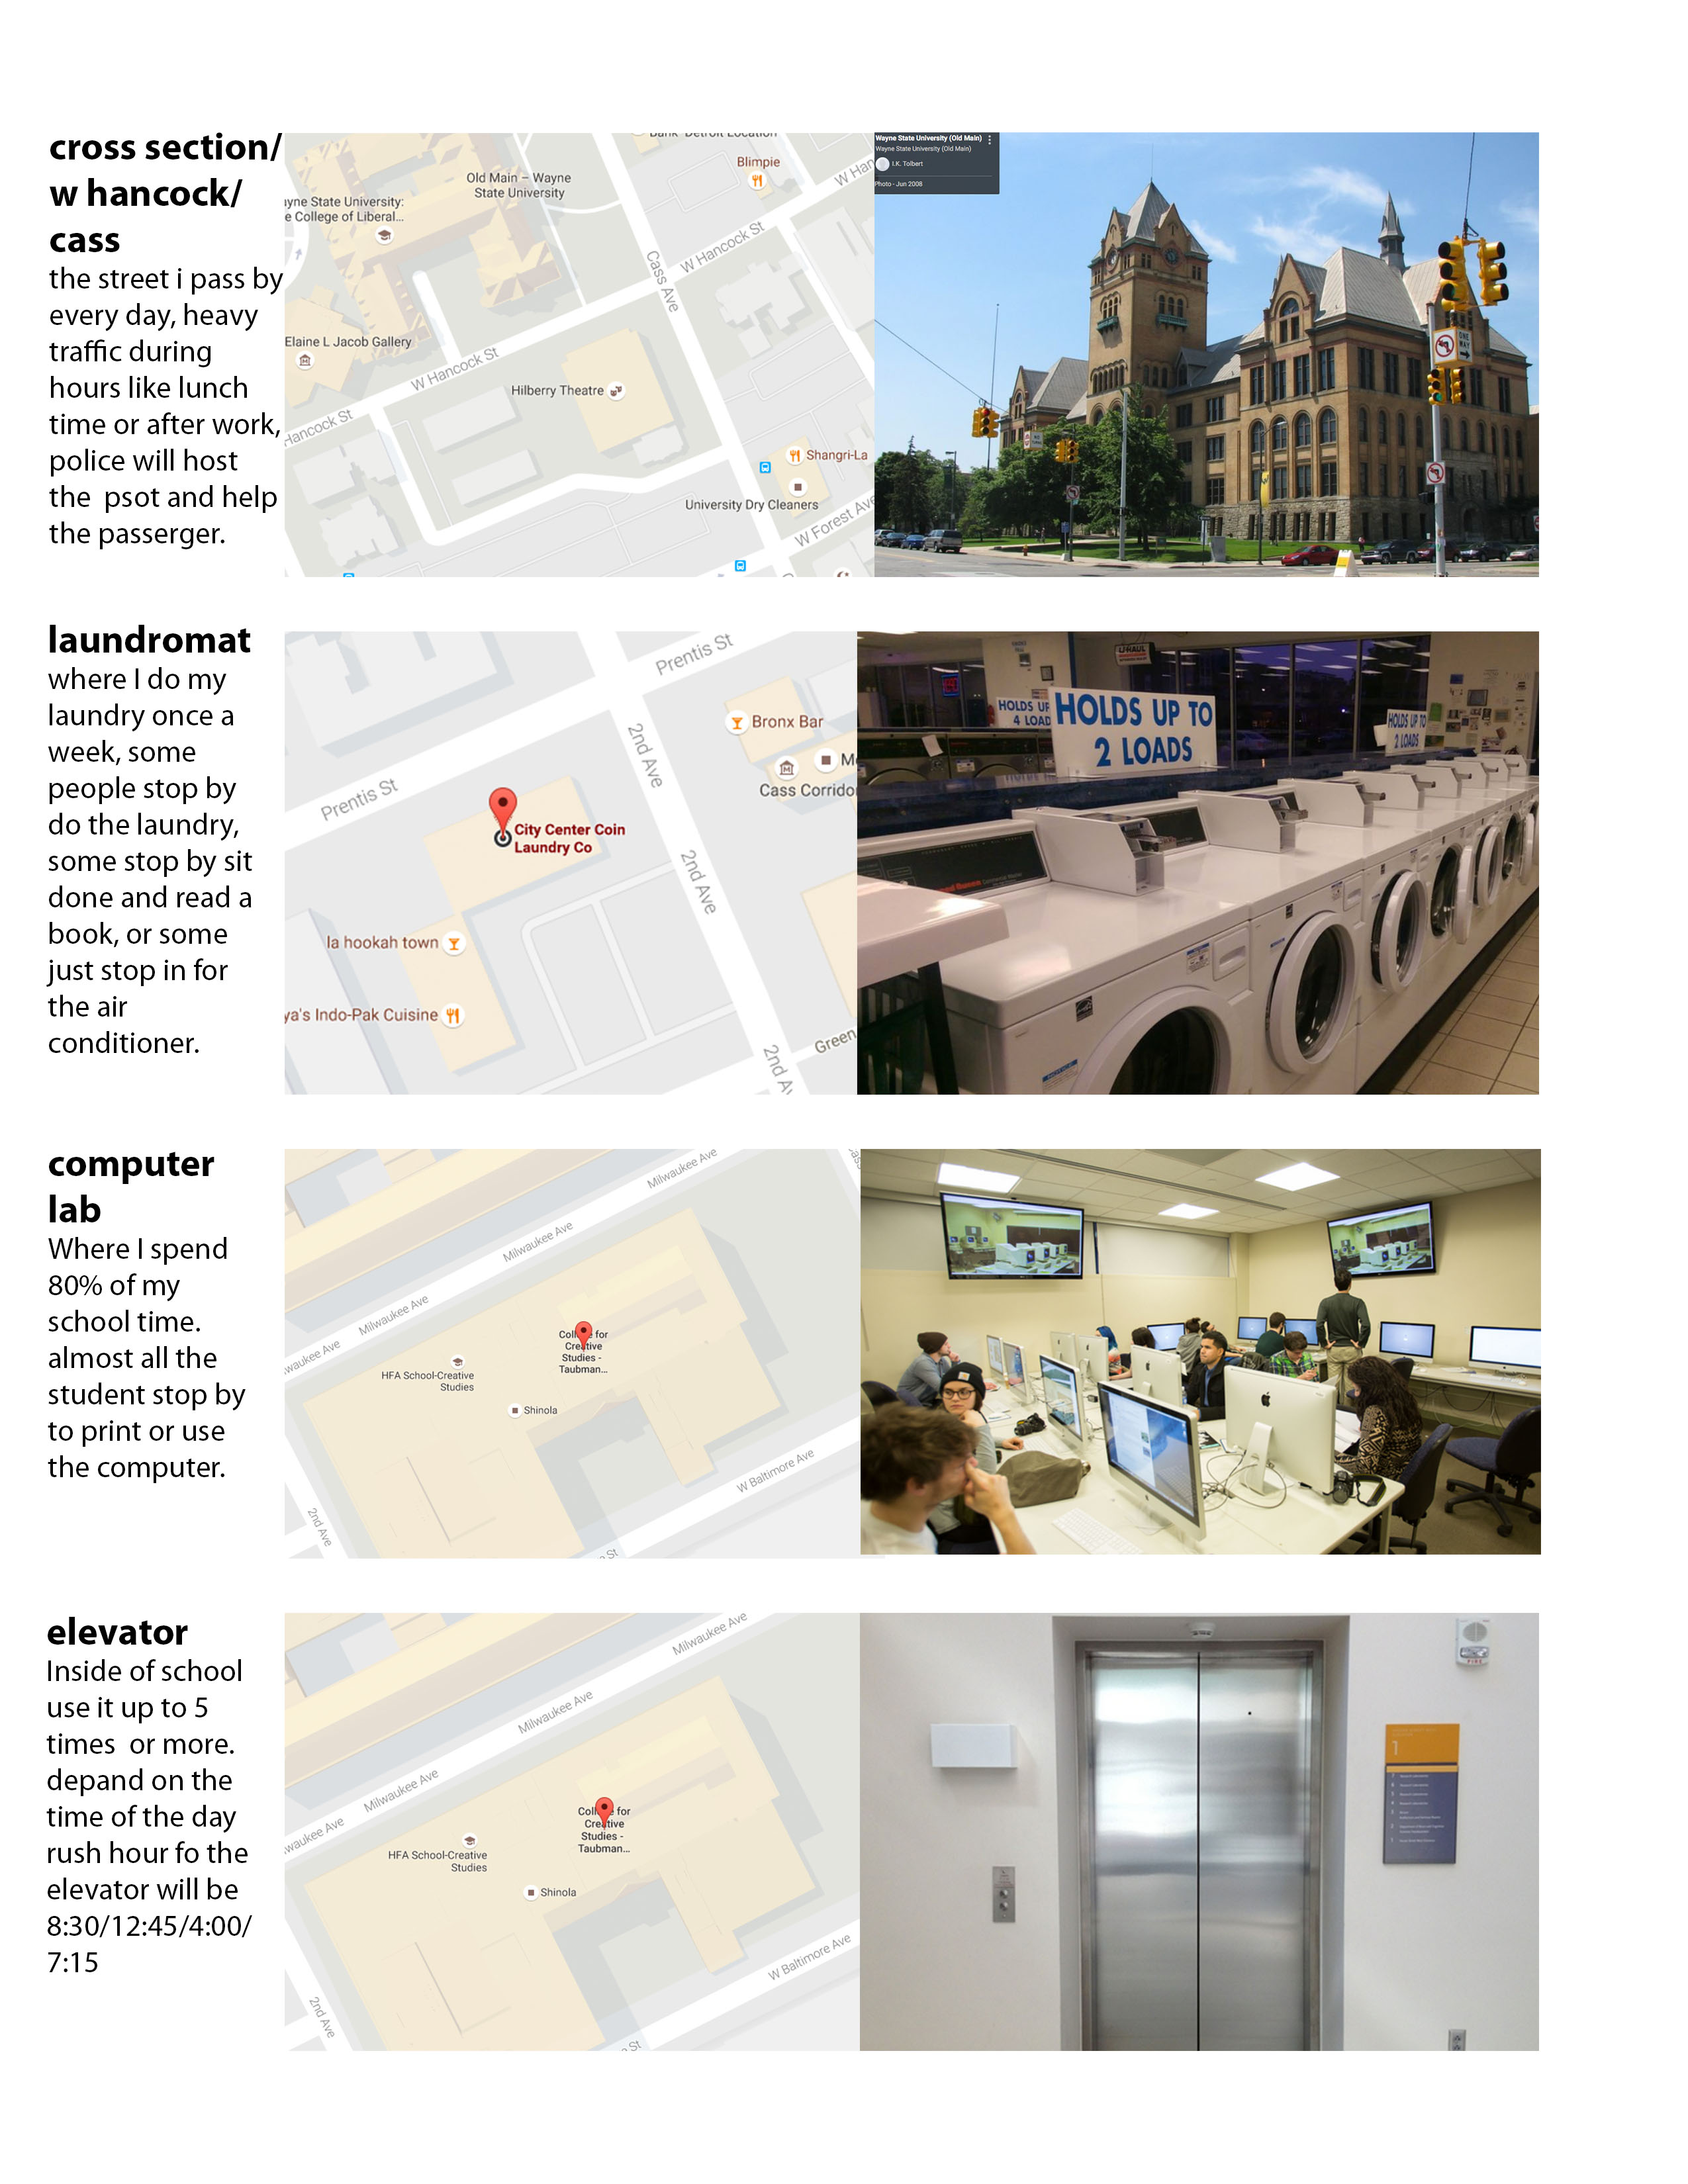 cross section/
w hancock/
cass
the street i pass by
every day, heavy
traffic during
hours like lunch
time or after work,
police will host
the  psot and help
the passerger.
Old Main – Wayne
State University
yne State University:
e College of Liberal...
Blimpie
W Han
W Hancock St
Cass Ave
Elaine L Jacob Gallery
W Hancock St
Hilberry Theatre
Hancock St
Shangri-La
University Dry Cleaners
W Forest Ave
Wayne State University (Old Main)
Wayne State University (Old Main)
I.K. Tolbert
Photo - Jun 2008
ONE
WAY
laundromat
where I do my
laundry once a
week, some
people stop by
do the laundry,
some stop by sit
done and read a
book, or some
just stop in for
the air
conditioner.
Prentis St
Bronx Bar
2nd Ave
Cass Corrido
Prentis St
City Center Coin
Laundry Co
2nd Ave
la hookah town
ya's Indo-Pak Cuisine
Green
2nd Av
U-HAUL
HOLDS UP
4 LOAD
HOLDS UP TO
2 LOADS
HOLDS UP TO
2 LOADS
computer
lab
Where I spend
80% of my
school time.
almost all the
student stop by
to print or use
the computer.
Milwaukee Ave
Milwaukee Ave
Milwaukee Ave
waukee Ave
College for
Creative
Studies -
Taubman...
HFA School-Creative
Studies
Shinola
W Baltimore Ave
2nd Ave
St
elevator
Inside of school
use it up to 5
times  or more.
depand on the
time of the day
rush hour fo the
elevator will be
8:30/12:45/4:00/
7:15
Milwaukee Ave
Milwaukee Ave
Milwaukee Ave
waukee Ave
College for
Creative
Studies -
Taubman...
HFA School-Creative
Studies
Shinola
W Baltimore Ave
2nd Ave
St
FIRE
1